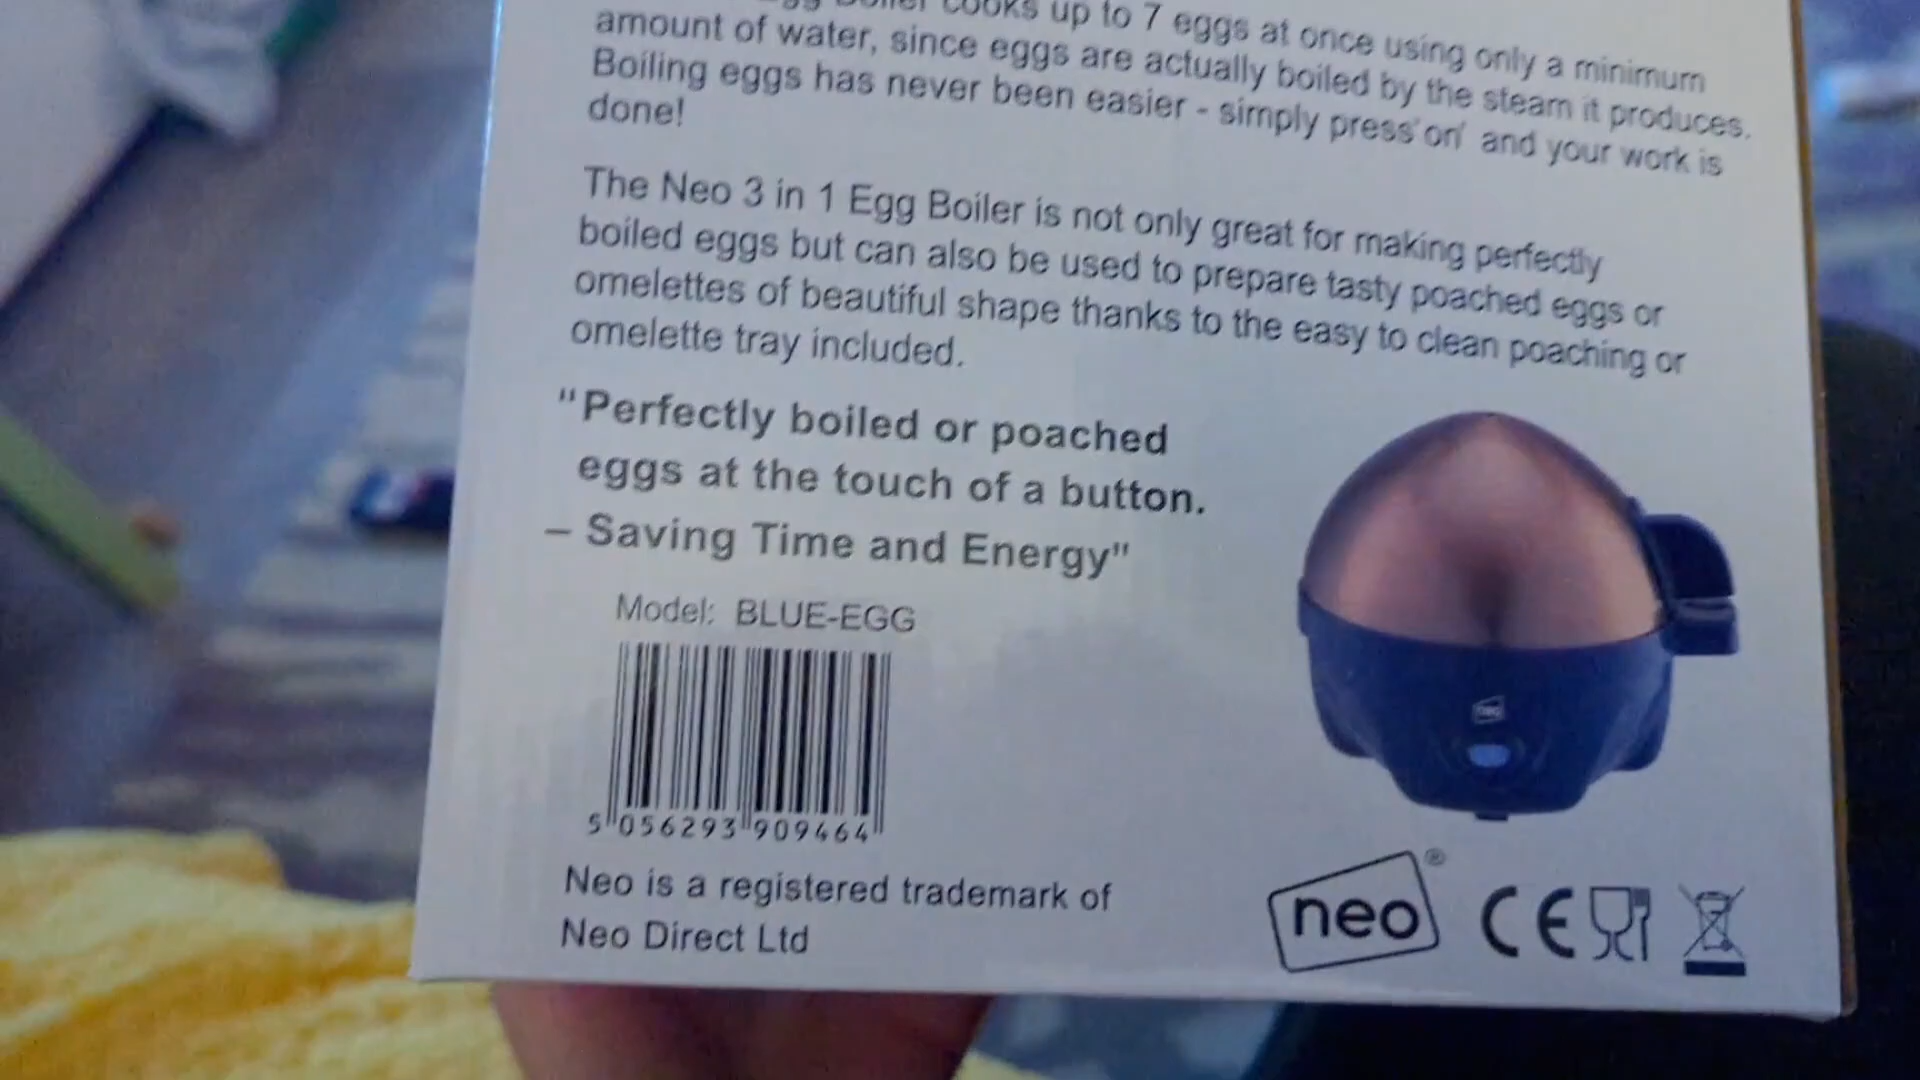 Egg Boiler cooks up to 7 eggs at once using only a minimum
amount of water, since eggs are actually boiled by the steam it produces.
Boiling eggs has never been easier - simply press 'on' and your work is
done!
The Neo 3 in 1 Egg Boiler is not only great for making perfectly
boiled eggs but can also be used to prepare tasty poached eggs or
omelettes of beautiful shape thanks to the easy to clean poaching or
omelette tray included.
"Perfectly boiled or poached
eggs at the touch of a button.
– Saving Time and Energy"
Model: BLUE-EGG
5 056293 909464
Neo is a registered trademark of
Neo Direct Ltd
neo
neo® CE